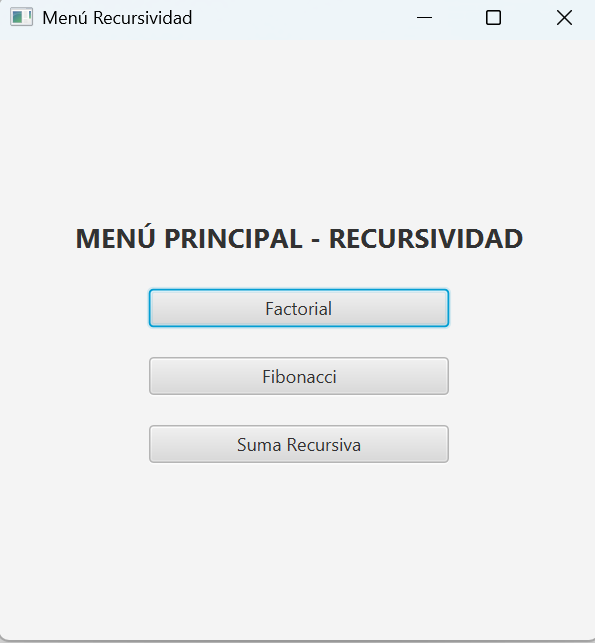 Menú Recursividad
MENÚ PRINCIPAL - RECURSIVIDAD
Factorial
Fibonacci
Suma Recursiva